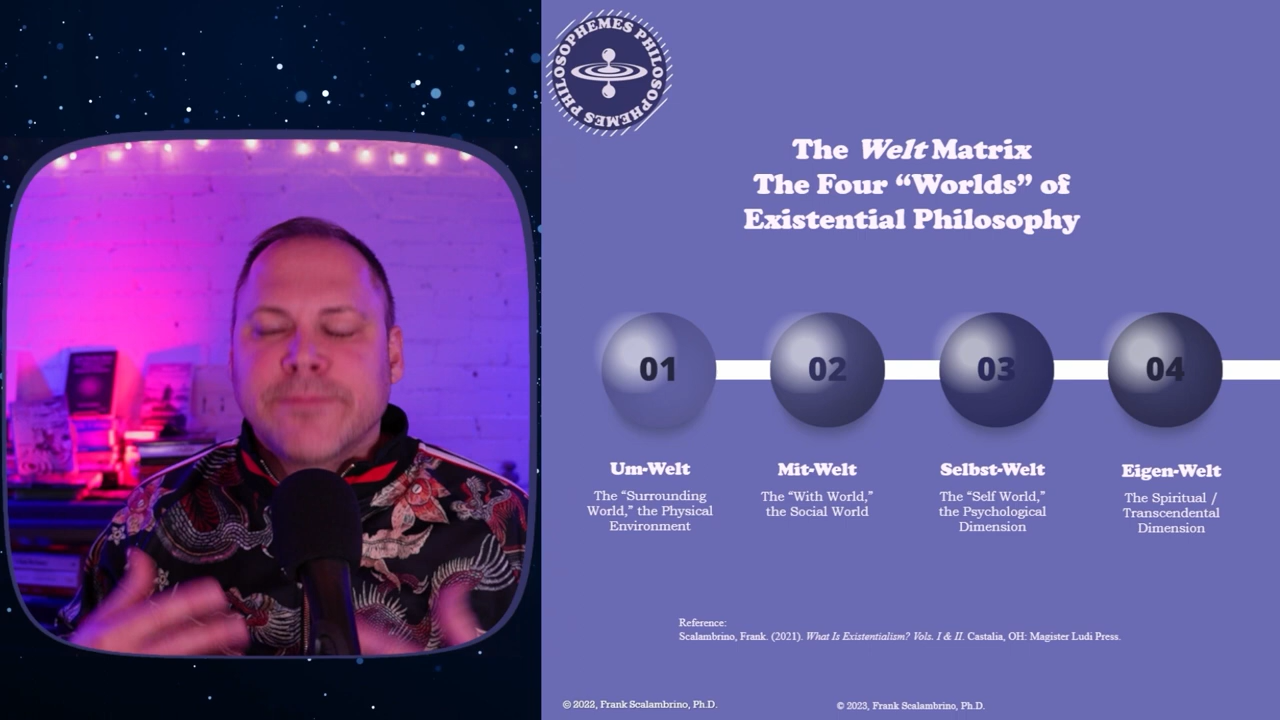 PHILOSOPHEMES PHILOSOPHEMES
The Welt Matrix
The Four “Worlds” of
Existential Philosophy
01 02 03 04
Um-Welt
The “Surrounding
World,” the Physical
Environment
Mit-Welt
The “With World,”
the Social World
Selbst-Welt
The “Self World,”
the Psychological
Dimension
Eigen-Welt
The Spiritual /
Transcendental
Dimension
Reference:
Scalambrino, Frank. (2021). What Is Existentialism? Vols. I & II. Castalia, OH: Magister Ludi Press.
© 2022, Frank Scalambrino, Ph.D.
© 2023, Frank Scalambrino, Ph.D.